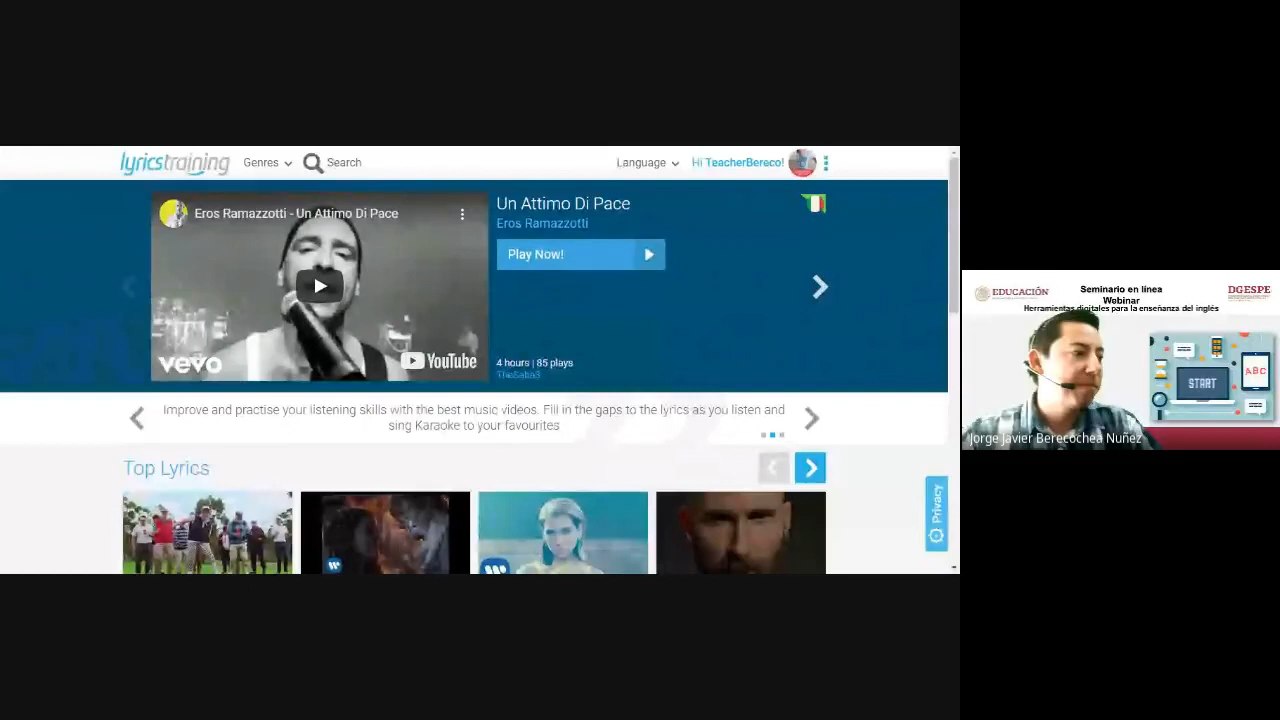 lyricstraining
Genres
Search
Language
Hi TeacherBereco!
Eros Ramazzotti - Un Attimo Di Pace
vevo
YouTube
Un Attimo Di Pace
Eros Ramazzotti
Play Now!
4 hours | 85 plays
TheSaba3
Improve and practise your listening skills with the best music videos. Fill in the gaps to the lyrics as you listen and
sing Karaoke to your favourites
Top Lyrics
Privacy
EDUCACIÓN
Seminario en línea
Webinar
DGESPE
Herramientas digitales para la enseñanza del inglés
START
ABC
Jorge Javier Berecochea Nuñez